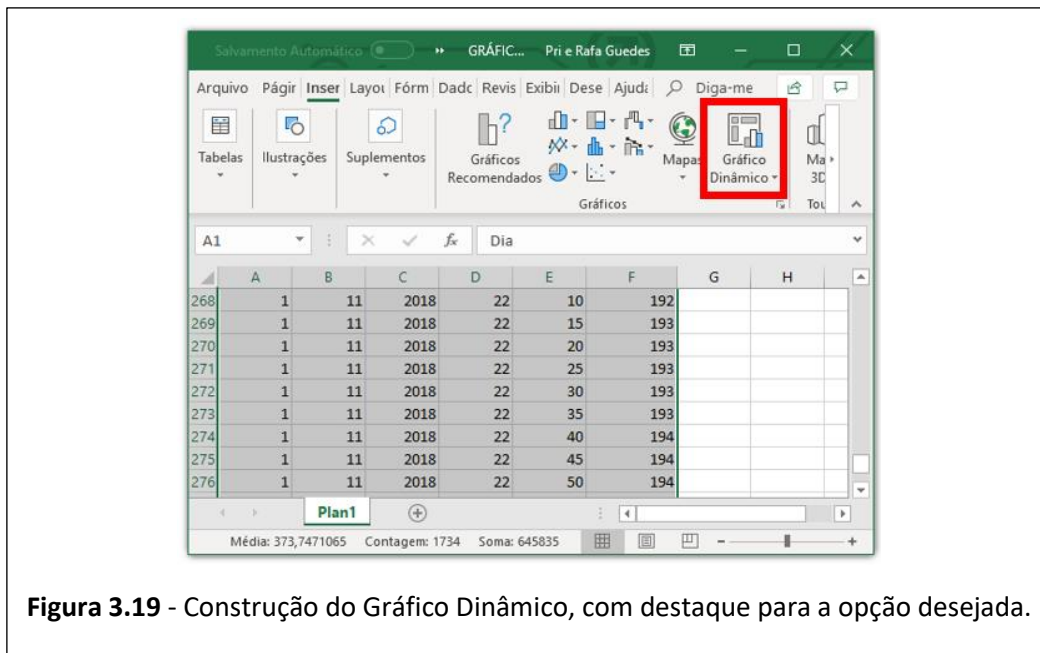 Salvamento Automático GRÁFIC... Pri e Rafa Guedes
Arquivo Págir Inser Layou Fórm Dadc Revis Exibii Dese Ajuda Diga-me
Tabelas Ilustrações Suplementos Gráficos Recomendados Mapas Gráfico Dinâmico Ma 3D
Gráficos Tou
A1 fx Dia
A B C D E F G H
268 1 11 2018 22 10 192
269 1 11 2018 22 15 193
270 1 11 2018 22 20 193
271 1 11 2018 22 25 193
272 1 11 2018 22 30 193
273 1 11 2018 22 35 193
274 1 11 2018 22 40 194
275 1 11 2018 22 45 194
276 1 11 2018 22 50 194
Plan1
Média: 373,7471065 Contagem: 1734 Soma: 645835
Figura 3.19 - Construção do Gráfico Dinâmico, com destaque para a opção desejada.